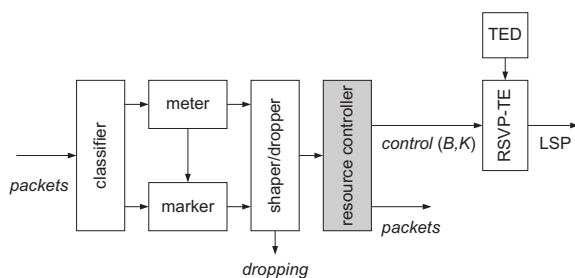 TED
meter
classifier
shaper/dropper
resource controller
RSVP-TE
control (B,K)
LSP
packets
marker
packets
dropping